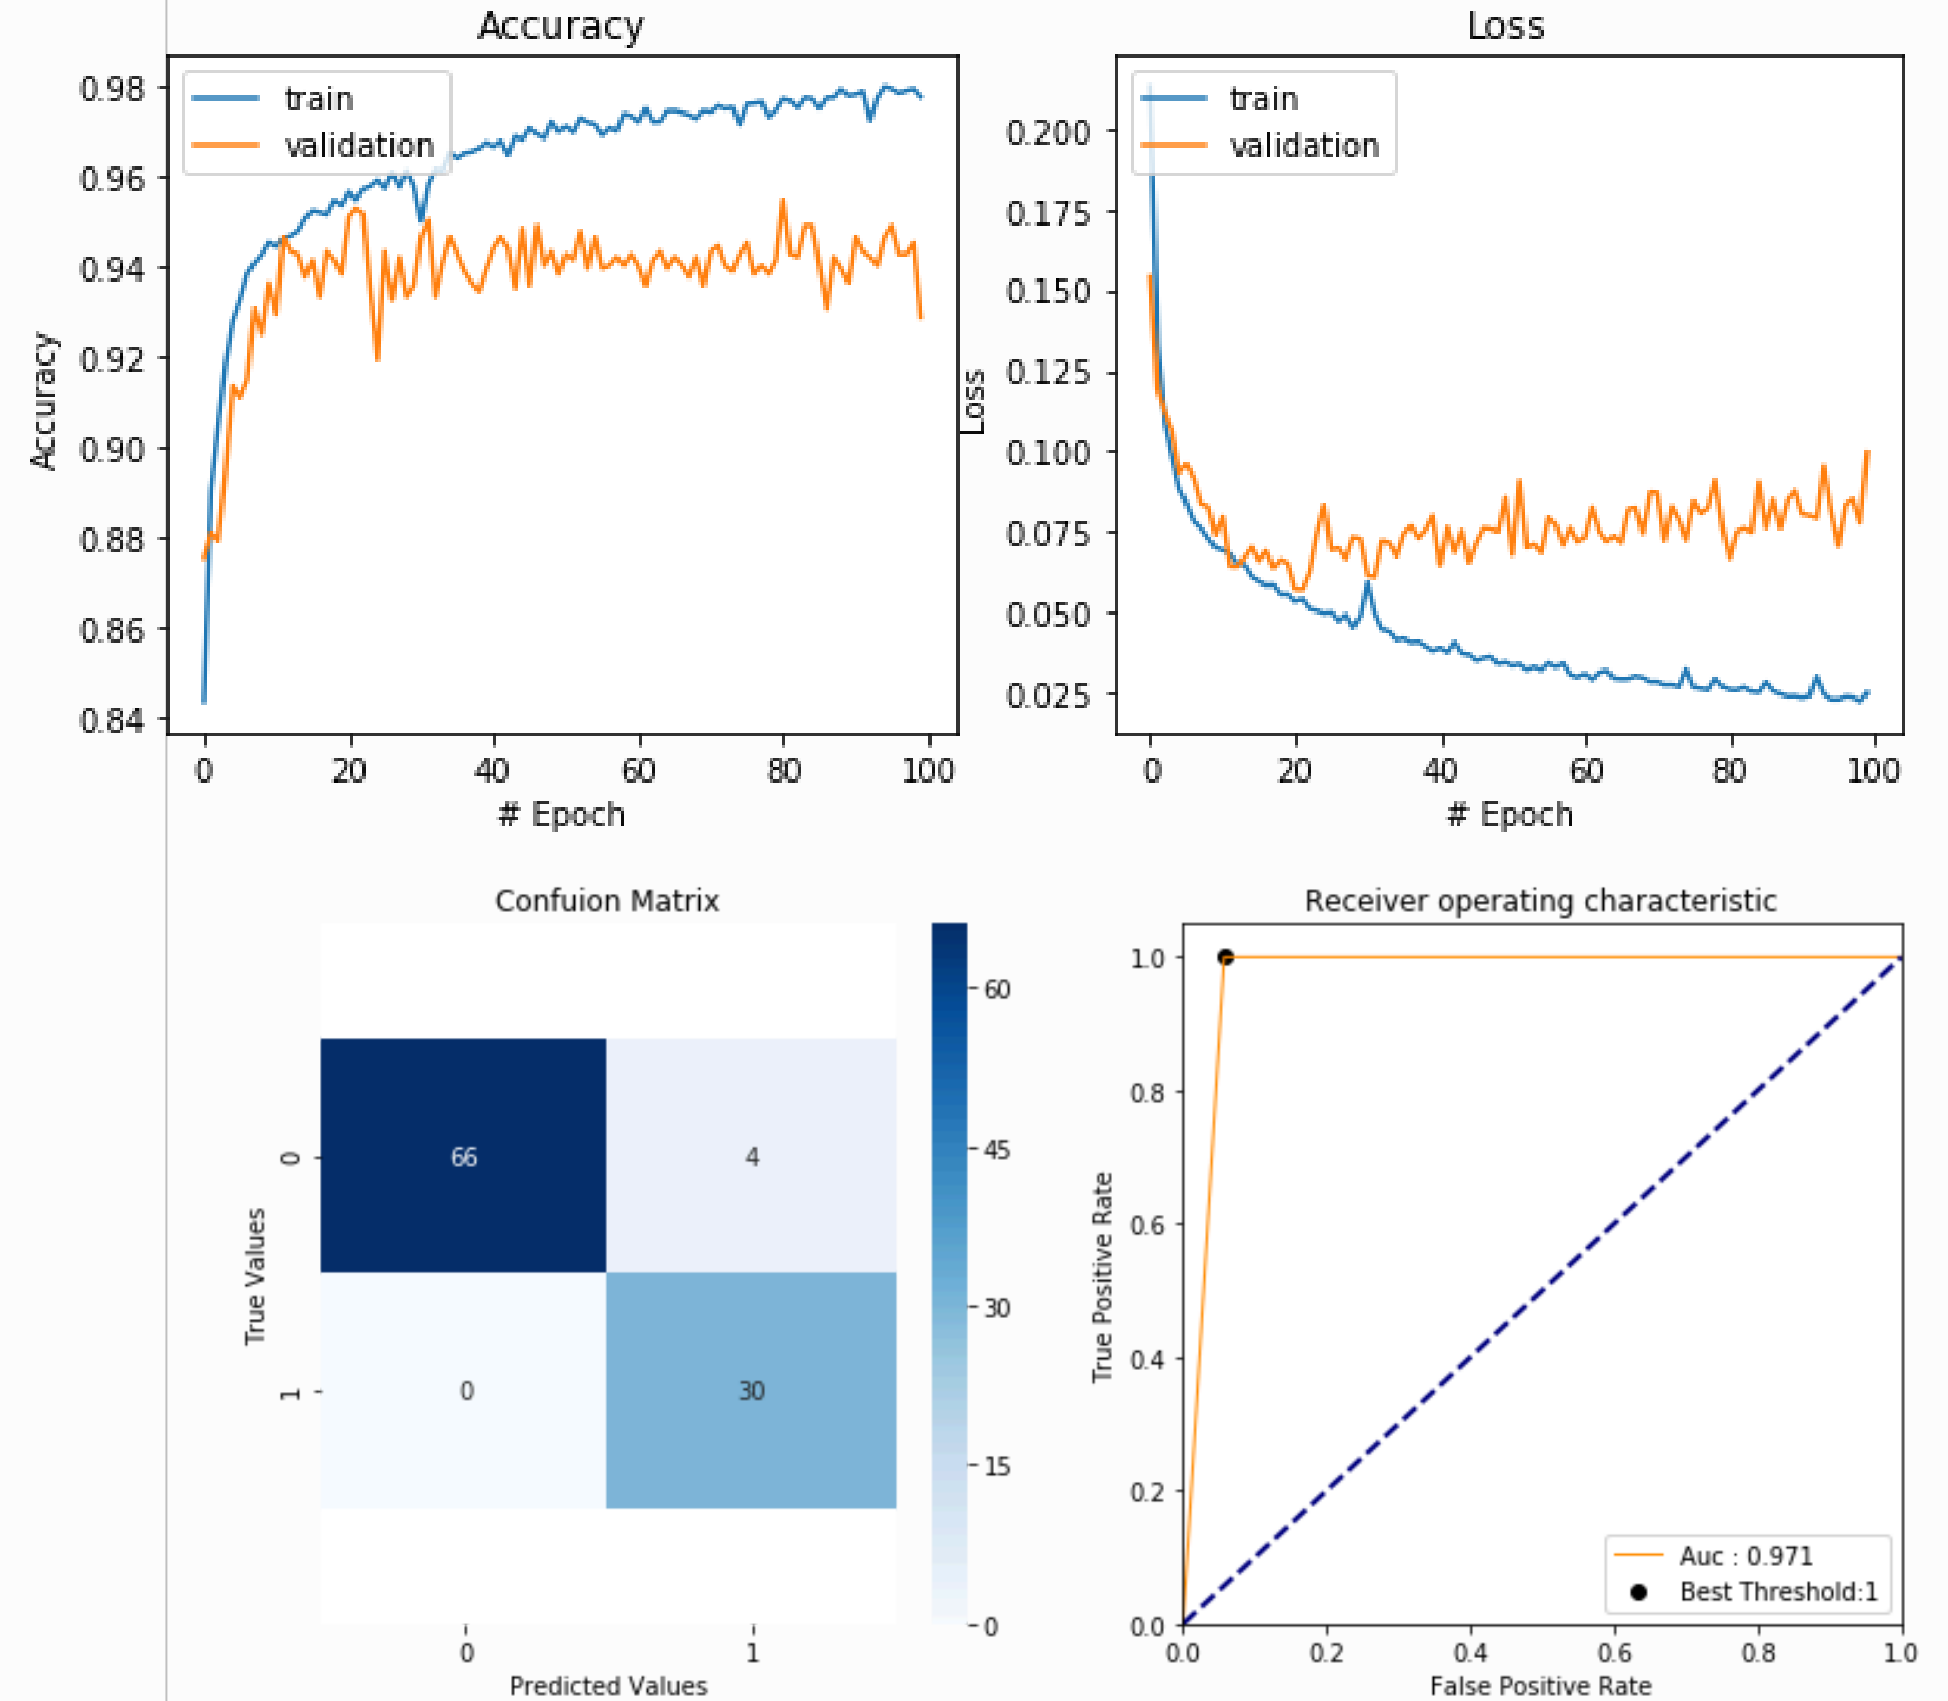 Accuracy
train
validation
0.98
0.96
0.94
0.92
0.90
0.88
0.86
0.84
Accuracy
0 20 40 60 80 100
# Epoch
Loss
train
validation
0.200
0.175
0.150
0.125
0.100
0.075
0.050
0.025
Loss
0 20 40 60 80 100
# Epoch
Confuion Matrix
66 4
0 30
0
1
True Values
0 1
Predicted Values
60
45
30
15
0
Receiver operating characteristic
1.0
0.8
0.6
0.4
0.2
0.0
True Positive Rate
Auc : 0.971
Best Threshold:1
0.0 0.2 0.4 0.6 0.8 1.0
False Positive Rate